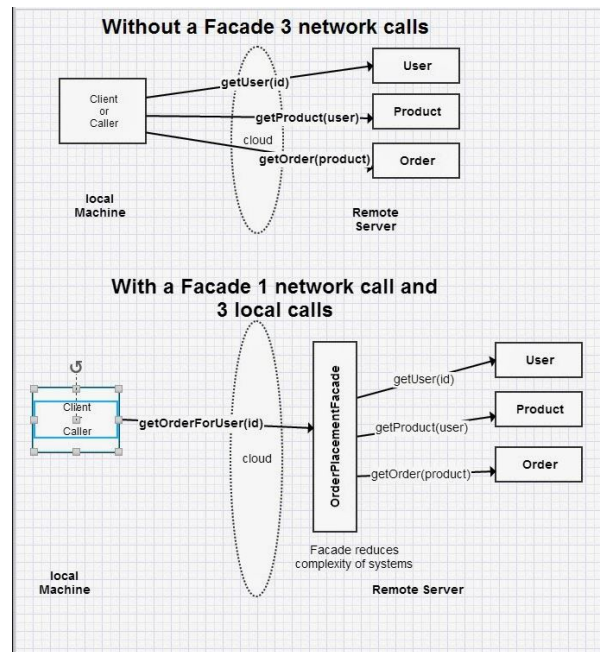 Without a Facade 3 network calls
User
getUser(id)
Client
or
Caller
Product
getProduct(user)
cloud
getOrder(product)
Order
local
Machine
Remote
Server
With a Facade 1 network call and
3 local calls
User
getUser(id)
Client
Caller
getOrderForUser(id)
OrderPlacementFacade
Product
getProduct(user)
cloud
Order
getOrder(product)
Facade reduces
complexity of systems
local
Machine
Remote Server